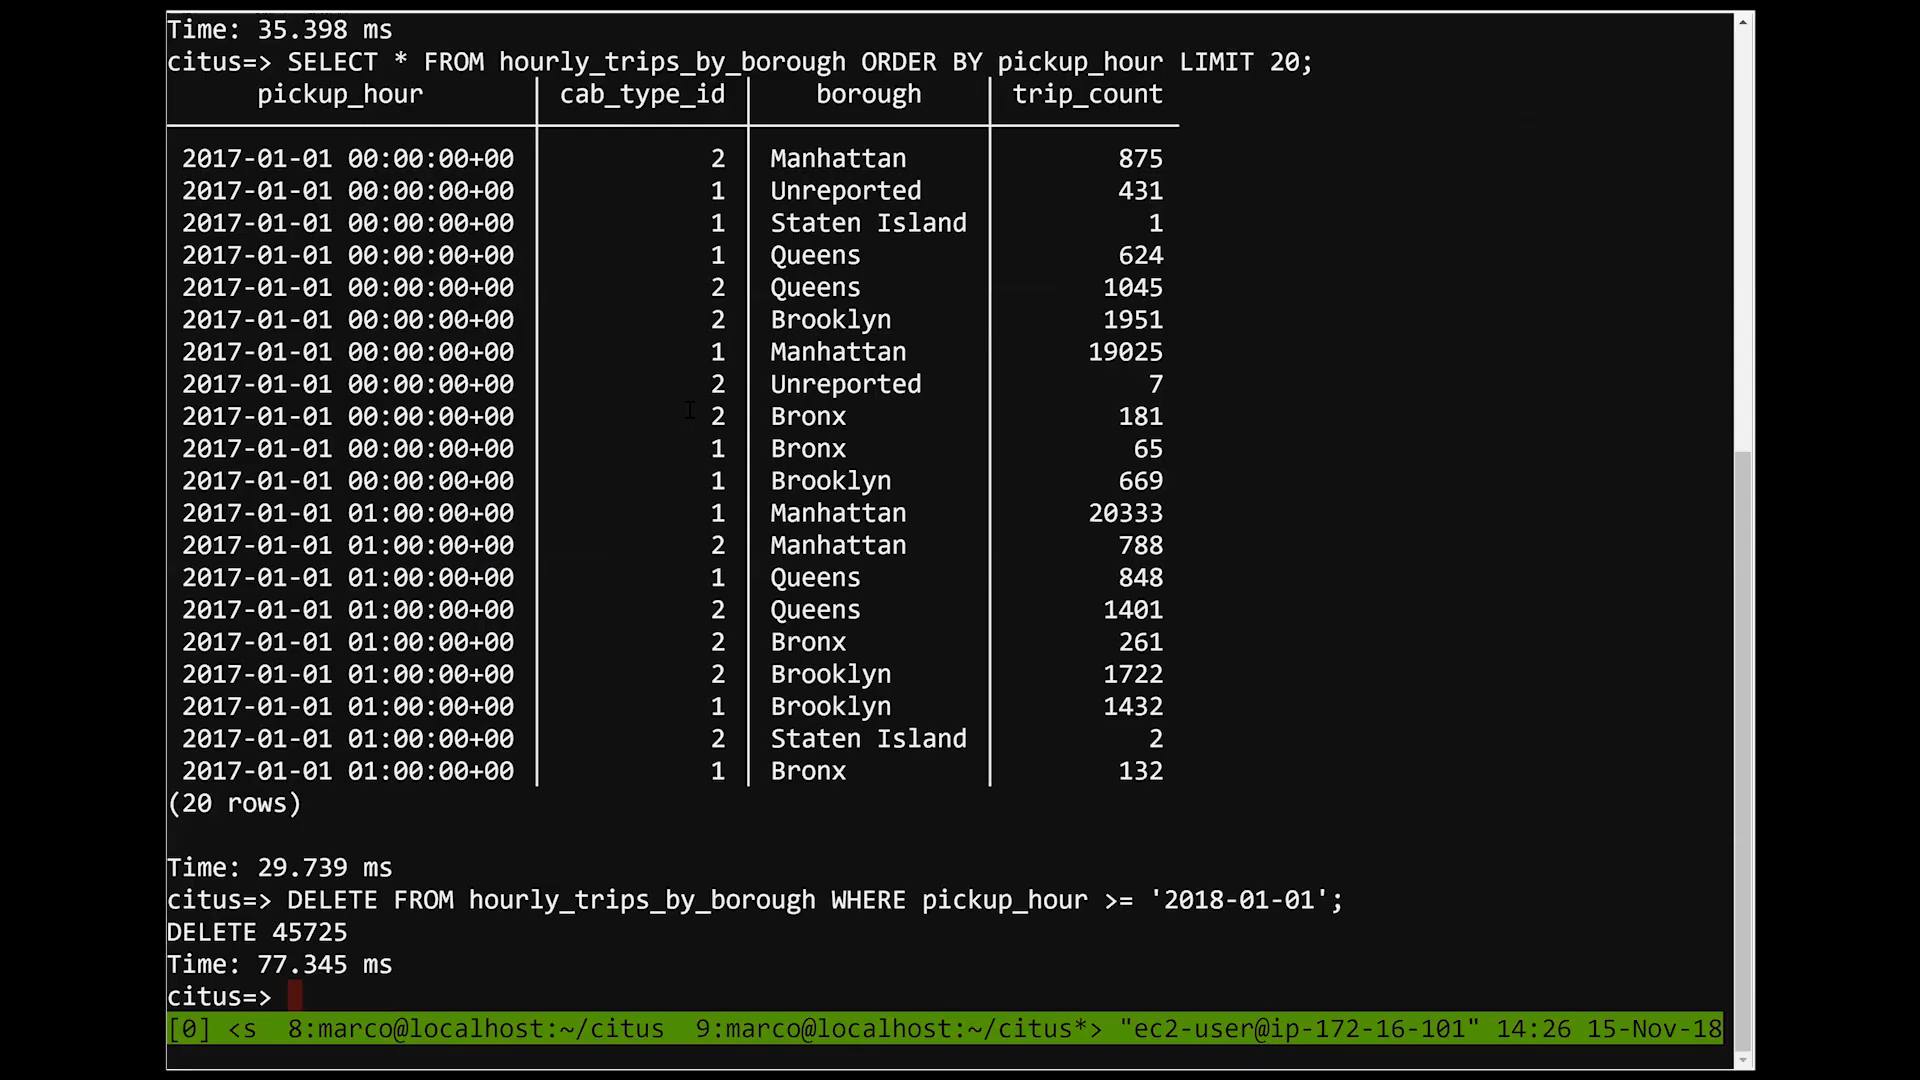 Time: 35.398 ms
citus=> SELECT * FROM hourly_trips_by_borough ORDER BY pickup_hour LIMIT 20;
pickup_hour | cab_type_id | borough | trip_count
2017-01-01 00:00:00+00 | 2 | Manhattan | 875
2017-01-01 00:00:00+00 | 1 | Unreported | 431
2017-01-01 00:00:00+00 | 1 | Staten Island | 1
2017-01-01 00:00:00+00 | 1 | Queens | 624
2017-01-01 00:00:00+00 | 2 | Queens | 1045
2017-01-01 00:00:00+00 | 2 | Brooklyn | 1951
2017-01-01 00:00:00+00 | 1 | Manhattan | 19025
2017-01-01 00:00:00+00 | 2 | Unreported | 7
2017-01-01 00:00:00+00 | 2 | Bronx | 181
2017-01-01 00:00:00+00 | 1 | Bronx | 65
2017-01-01 00:00:00+00 | 1 | Brooklyn | 669
2017-01-01 01:00:00+00 | 1 | Manhattan | 20333
2017-01-01 01:00:00+00 | 2 | Manhattan | 788
2017-01-01 01:00:00+00 | 1 | Queens | 848
2017-01-01 01:00:00+00 | 2 | Queens | 1401
2017-01-01 01:00:00+00 | 2 | Bronx | 261
2017-01-01 01:00:00+00 | 2 | Brooklyn | 1722
2017-01-01 01:00:00+00 | 1 | Brooklyn | 1432
2017-01-01 01:00:00+00 | 2 | Staten Island | 2
2017-01-01 01:00:00+00 | 1 | Bronx | 132
(20 rows)
Time: 29.739 ms
citus=> DELETE FROM hourly_trips_by_borough WHERE pickup_hour >= '2018-01-01';
DELETE 45725
Time: 77.345 ms
citus=>
[0] <s  8:marco@localhost:~/citus  9:marco@localhost:~/citus*> "ec2-user@ip-172-16-101" 14:26 15-Nov-18